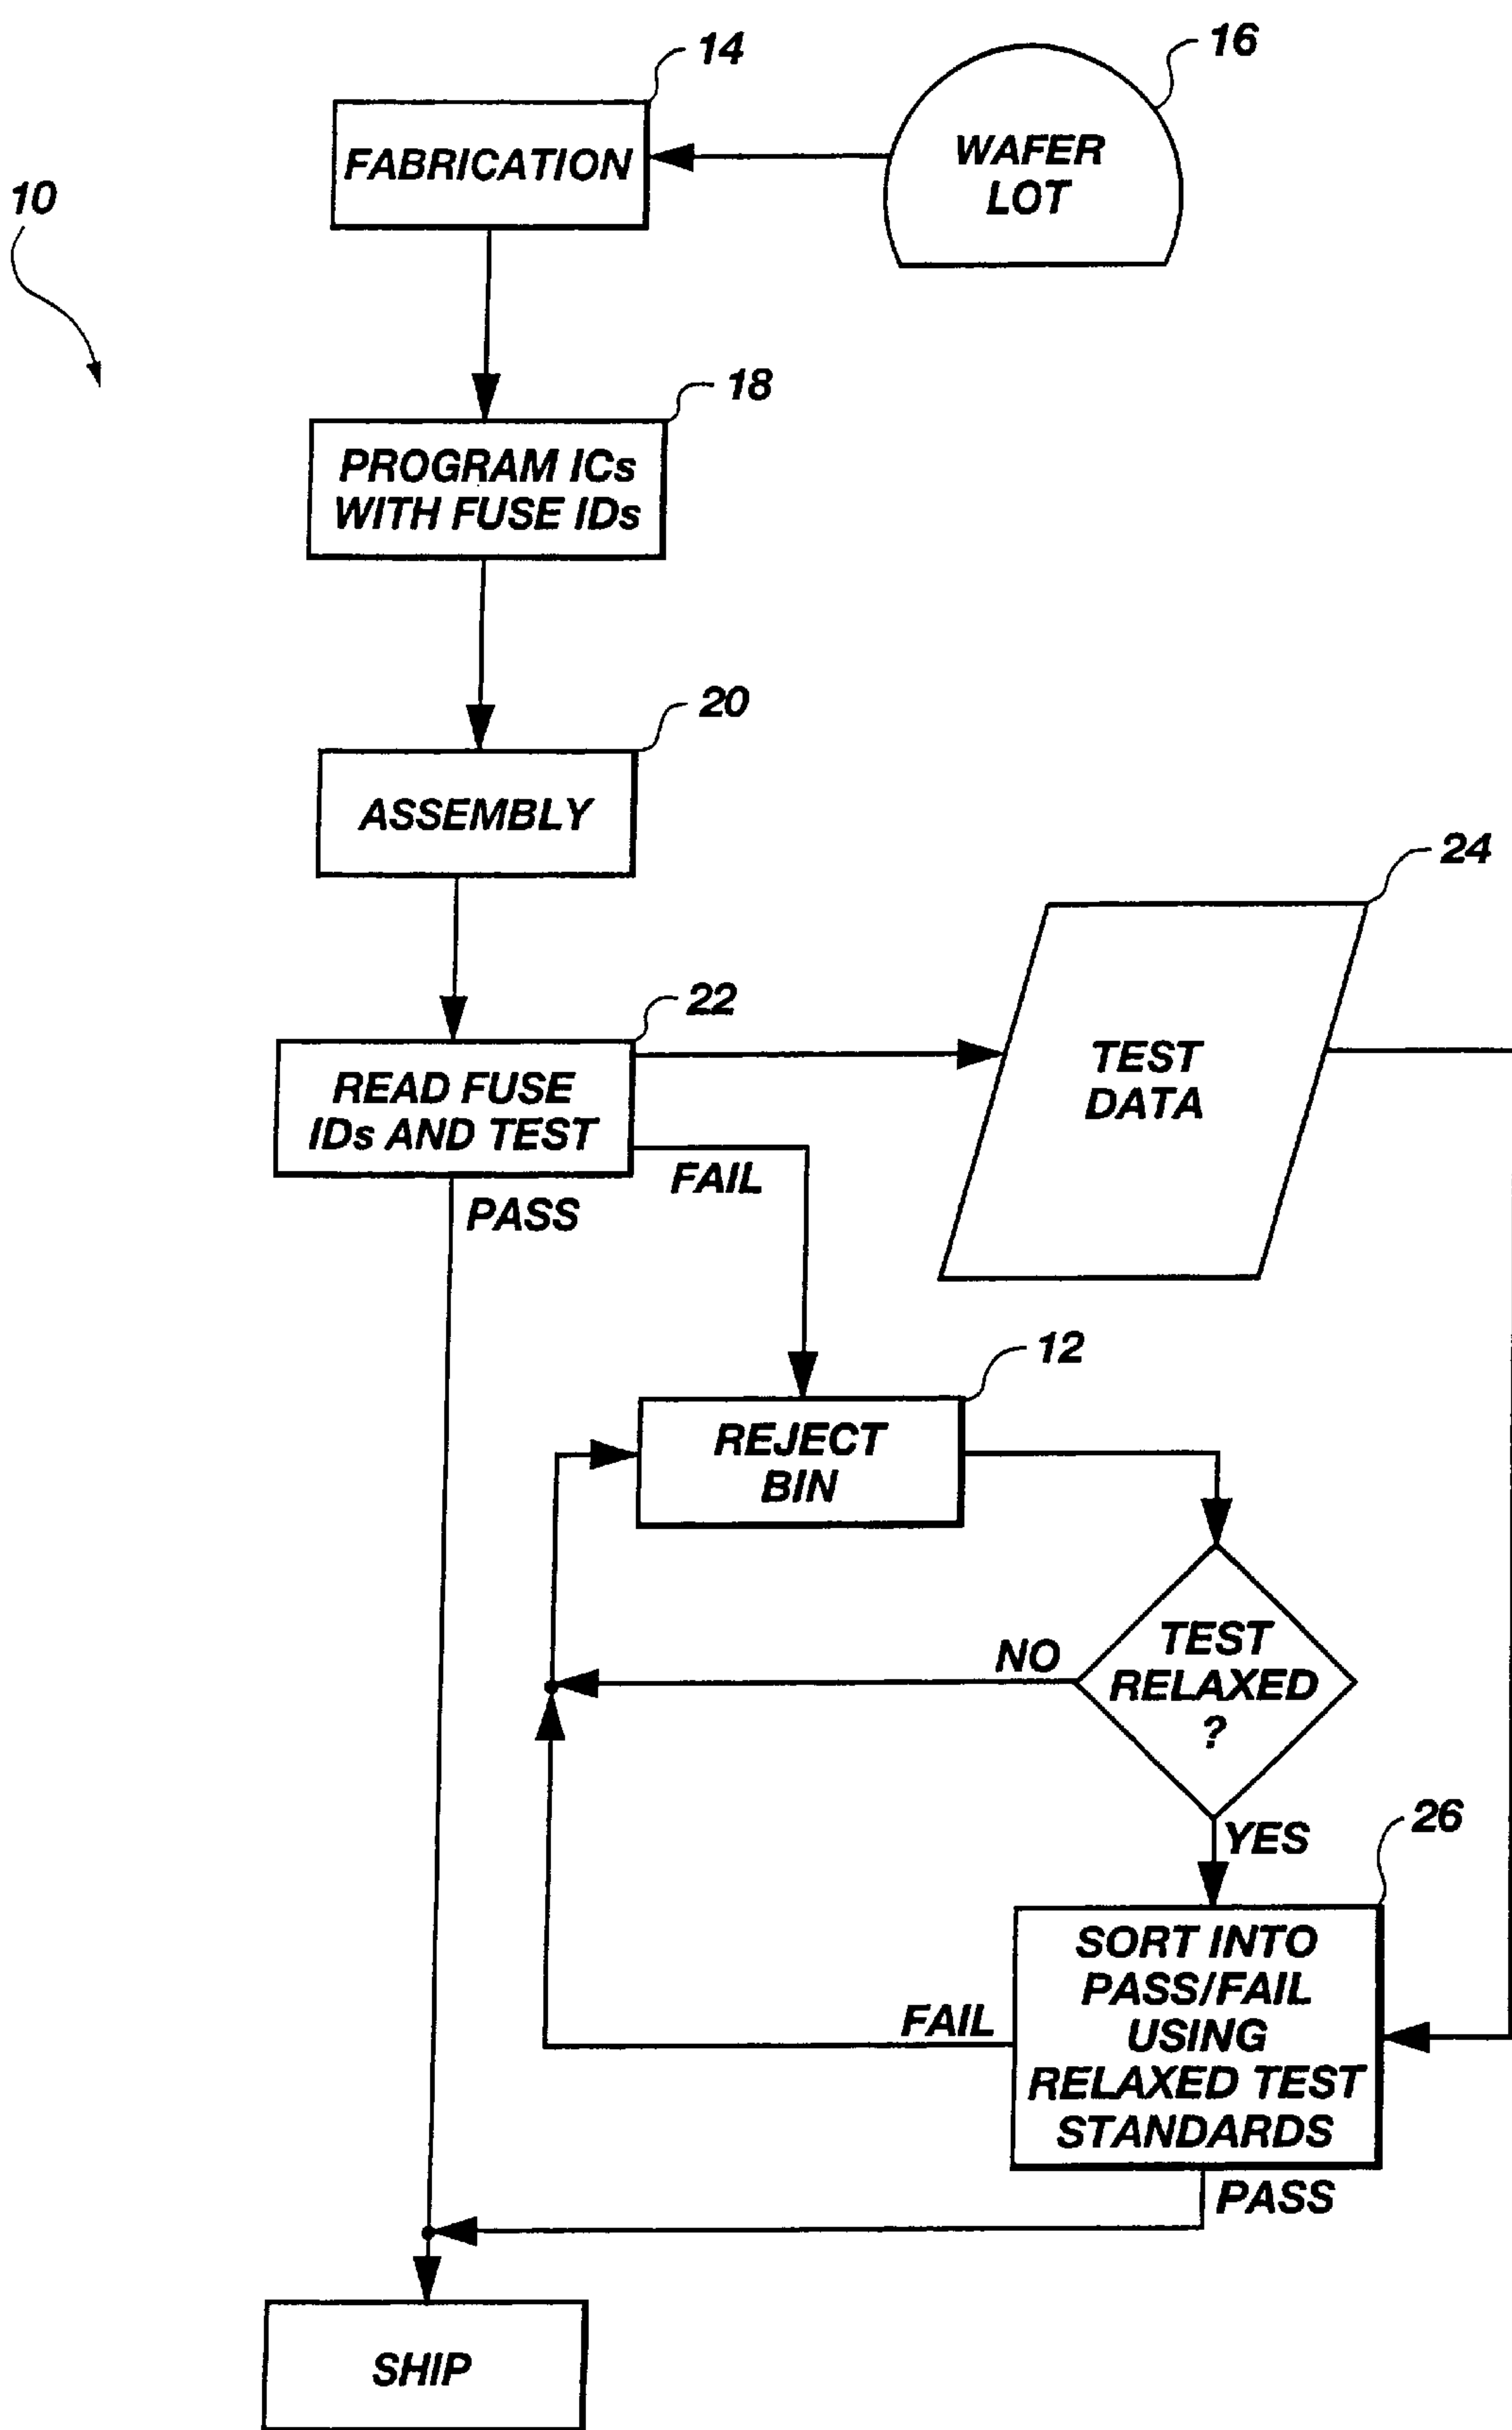 14
16
FABRICATION
WAFER
LOT
10
18
PROGRAM ICs
WITH FUSE IDs
20
ASSEMBLY
24
22
READ FUSE
IDs AND TEST
TEST
DATA
FAIL
PASS
12
REJECT
BIN
TEST
RELAXED
?
NO
YES
26
SORT INTO
PASS/FAIL
USING
RELAXED TEST
STANDARDS
FAIL
PASS
SHIP